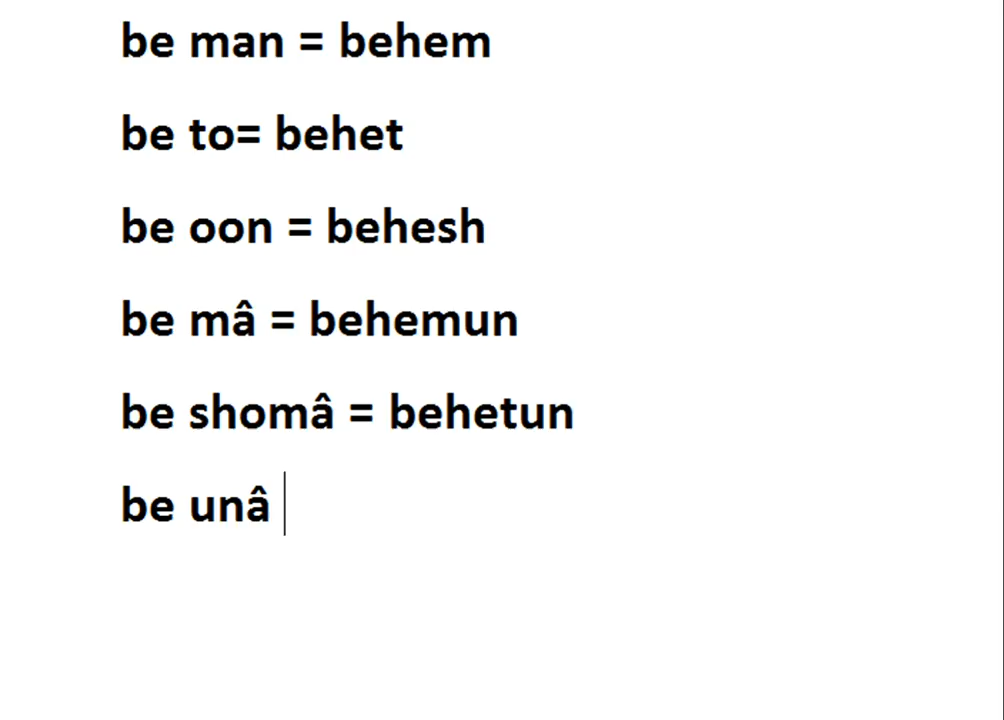 be man = behem
be to= behet
be oon = behesh
be mâ = behemun
be shomâ = behetun
be unâ